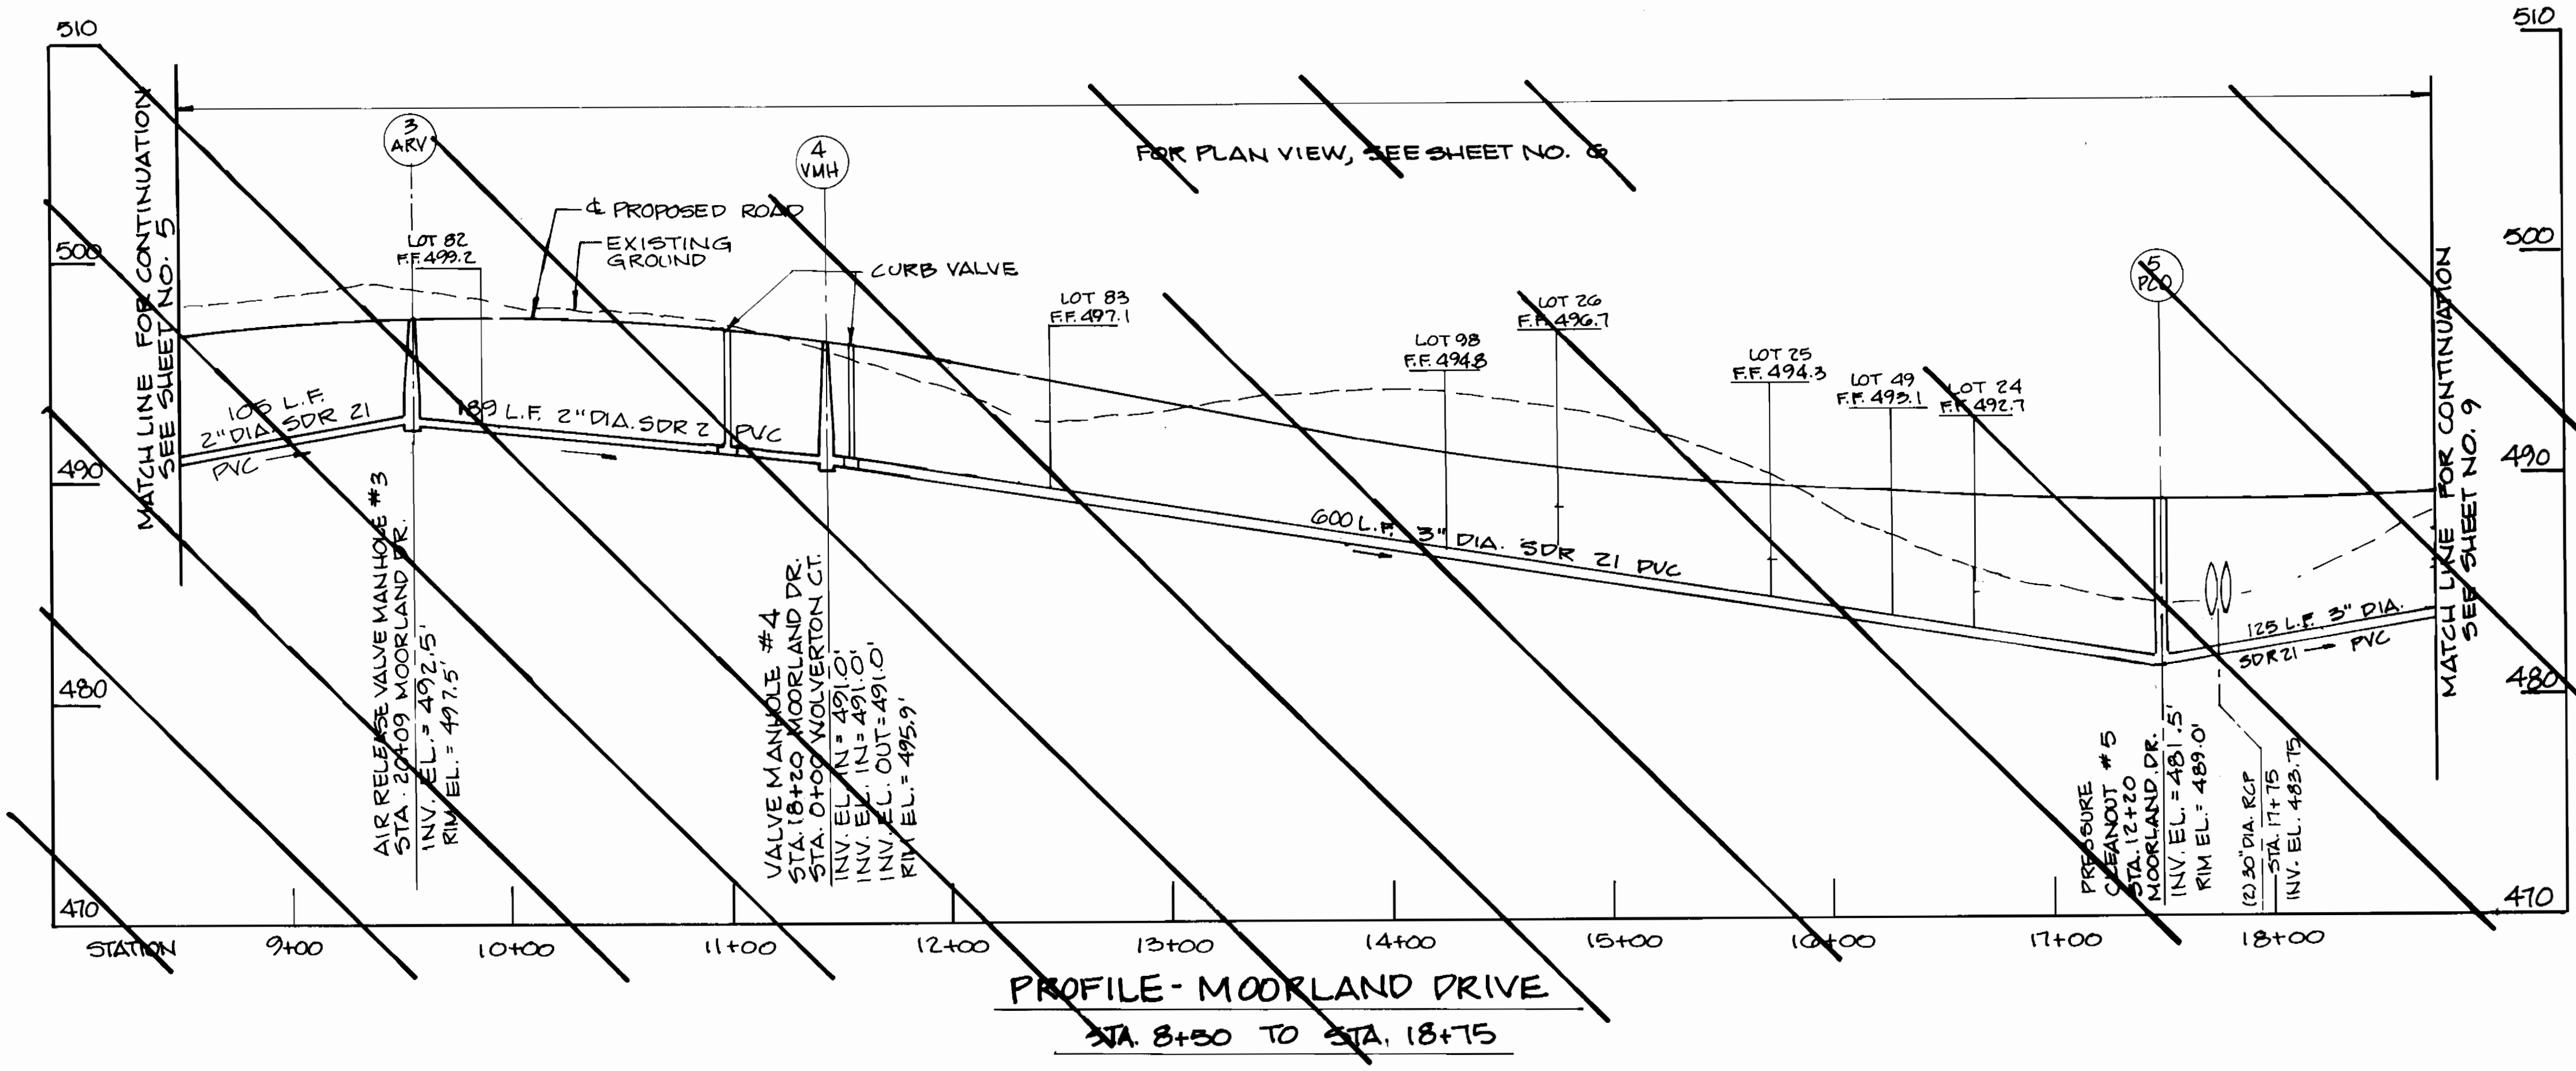 510
510
MATCH LINE FOR CONTINUATION
SEE SHEET NO. 5
3
ARV
4
VMH
FOR PLAN VIEW, SEE SHEET NO. 6
℄ PROPOSED ROAD
EXISTING
GROUND
CURB VALVE
LOT 82
F.F. 499.2
500
500
5
PCO
LOT 83
F.F. 497.1
LOT 98
F.F. 494.8
LOT 26
F.F. 496.7
LOT 25
F.F. 494.3
LOT 49
F.F. 493.1
LOT 24
F.F. 492.7
MATCH LINE FOR CONTINUATION
SEE SHEET NO. 9
105 L.F.
2" DIA. SDR 21
PVC
189 L.F. 2" DIA. SDR 2 PVC
490
490
600 L.F. 3" DIA. SDR 21 PVC
125 L.F. 3" DIA.
SDR 21 PVC
480
480
AIR RELEASE VALVE MANHOLE #3
STA. 20+09 MOORLAND DR.
INV. EL. = 492.5'
RIM EL. = 497.5'
VALVE MANHOLE #4
STA. 18+20 MOORLAND DR.
STA. 0+00 WOLVERTON CT.
INV. EL. IN = 491.0'
INV. EL. IN = 491.0'
INV. EL. OUT = 491.0'
RIM EL. = 495.9'
PRESSURE
CLEANOUT #5
STA. 12+20
MOORLAND DR.
INV. EL. = 481.5'
RIM EL. = 489.0'
(2) 30" DIA. RCP
STA. 17+75
INV. EL. 483.75
470
470
STATION 9+00 10+00 11+00 12+00 13+00 14+00 15+00 16+00 17+00 18+00
PROFILE - MOORLAND DRIVE
STA. 8+50 TO STA. 18+75